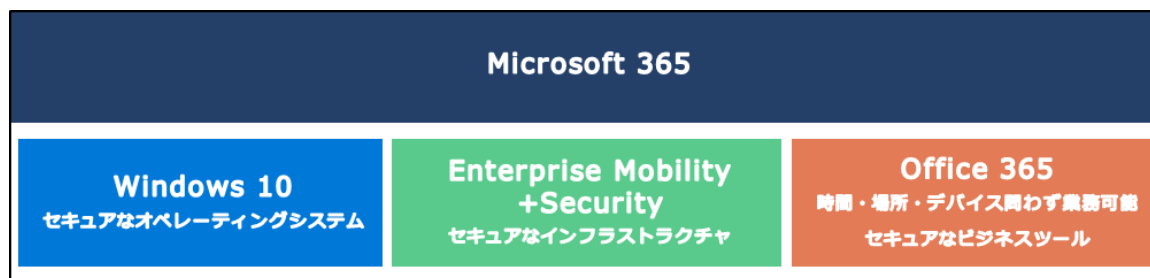 Microsoft 365
Windows 10
セキュアなオペレーティングシステム
Enterprise Mobility
+Security
セキュアなインフラストラクチャ
Office 365
時間・場所・デバイス問わず業務可能
セキュアなビジネスツール